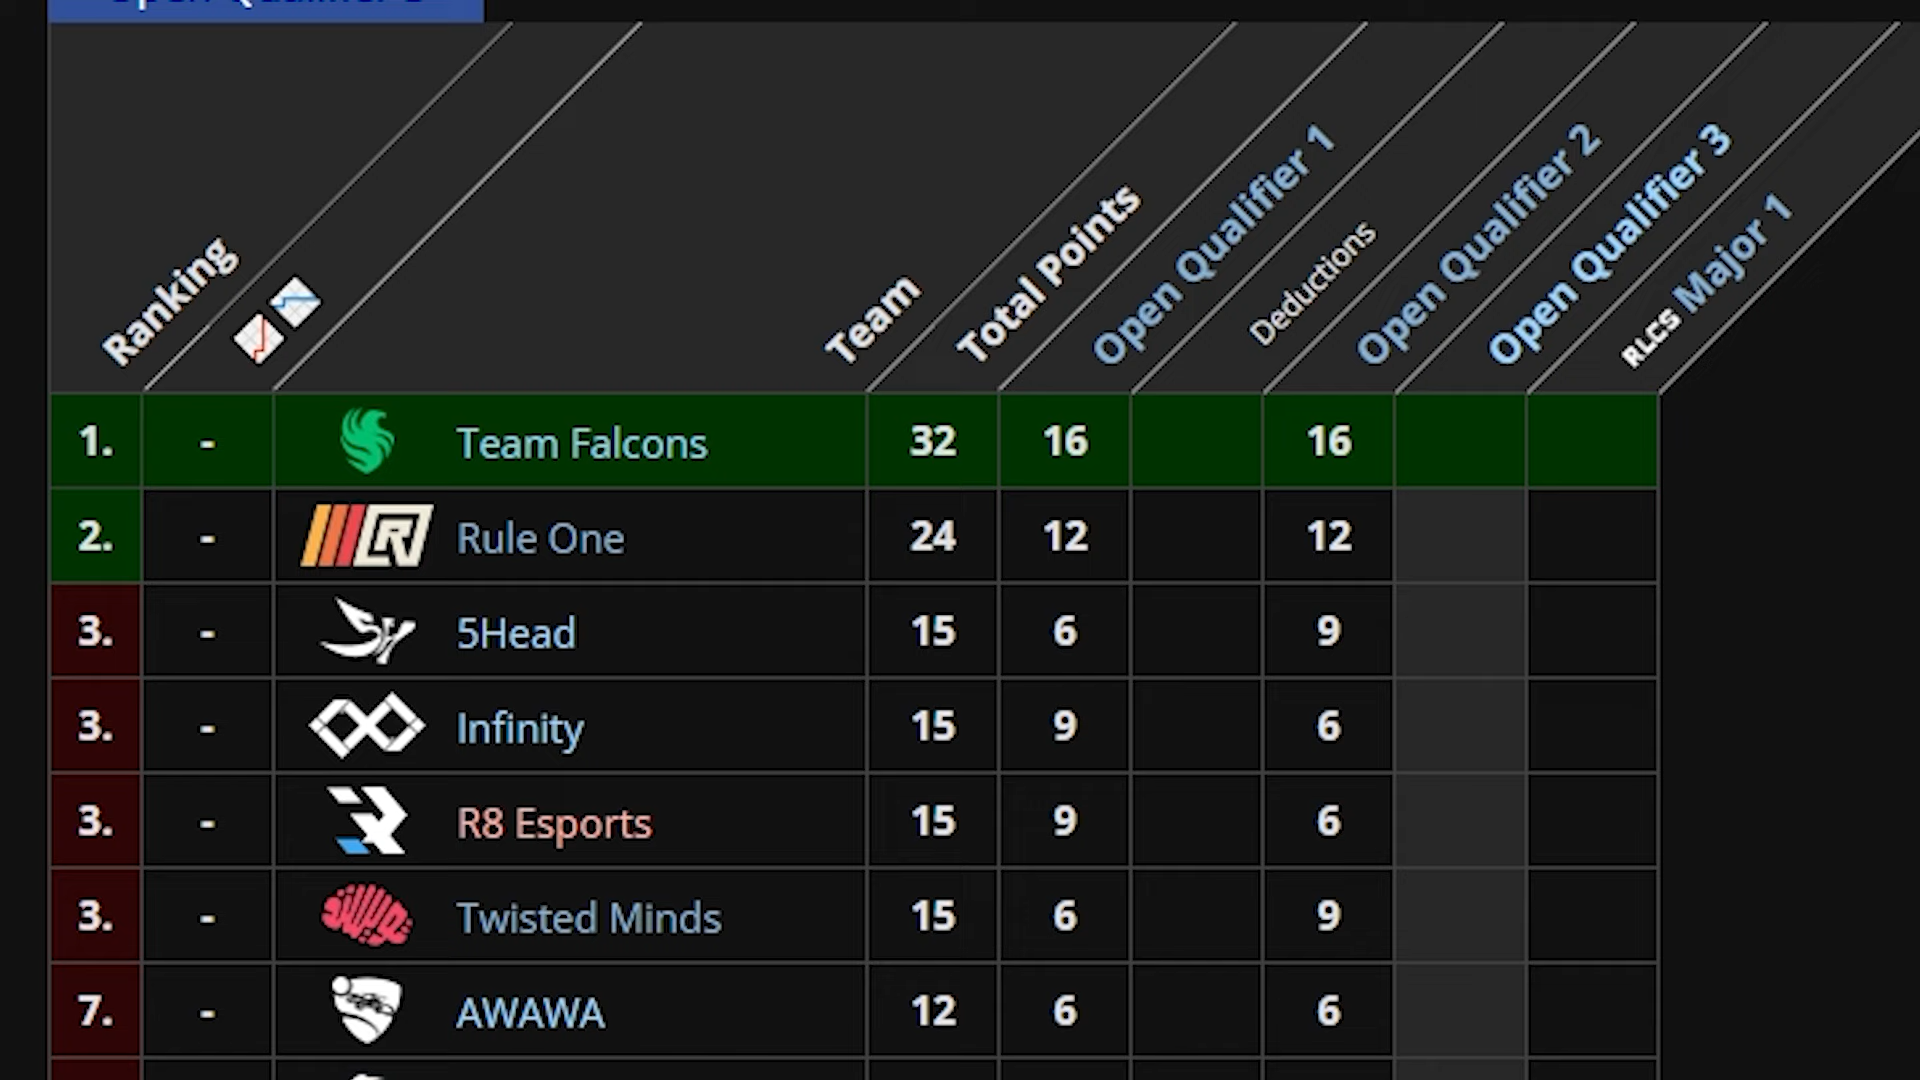 Ranking
Team
Total Points
Open Qualifier 1
Deductions
Open Qualifier 2
Open Qualifier 3
RLCS Major 1
1. - Team Falcons 32 16 16
2. - Rule One 24 12 12
3. - 5Head 15 6 9
3. - Infinity 15 9 6
3. - R8 Esports 15 9 6
3. - Twisted Minds 15 6 9
7. - AWAWA 12 6 6